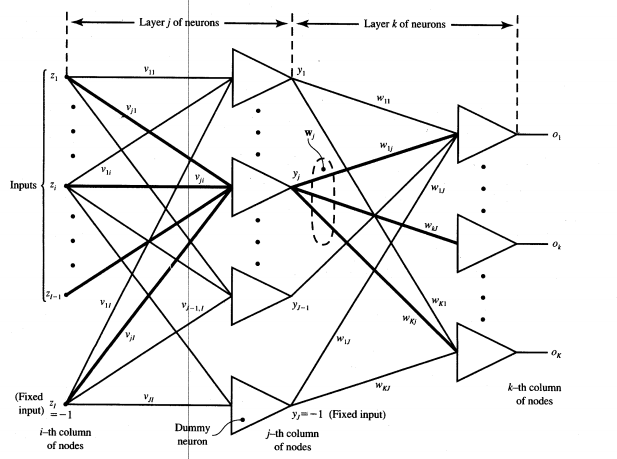 Layer j of neurons
Layer k of neurons
z1
v11
y1
w11
o1
vj1
wj
w1j
v1i
Inputs
zi
vji
yj
w1J
wkJ
ok
zI–1
v1I
vJ–1,I
yJ–1
wK1
wKj
vjI
w1J
oK
(Fixed
input)
zI
= –1
vJI
wKJ
yJ = –1 (Fixed input)
k–th column
of nodes
i–th column
of nodes
Dummy
neuron
j–th column
of nodes